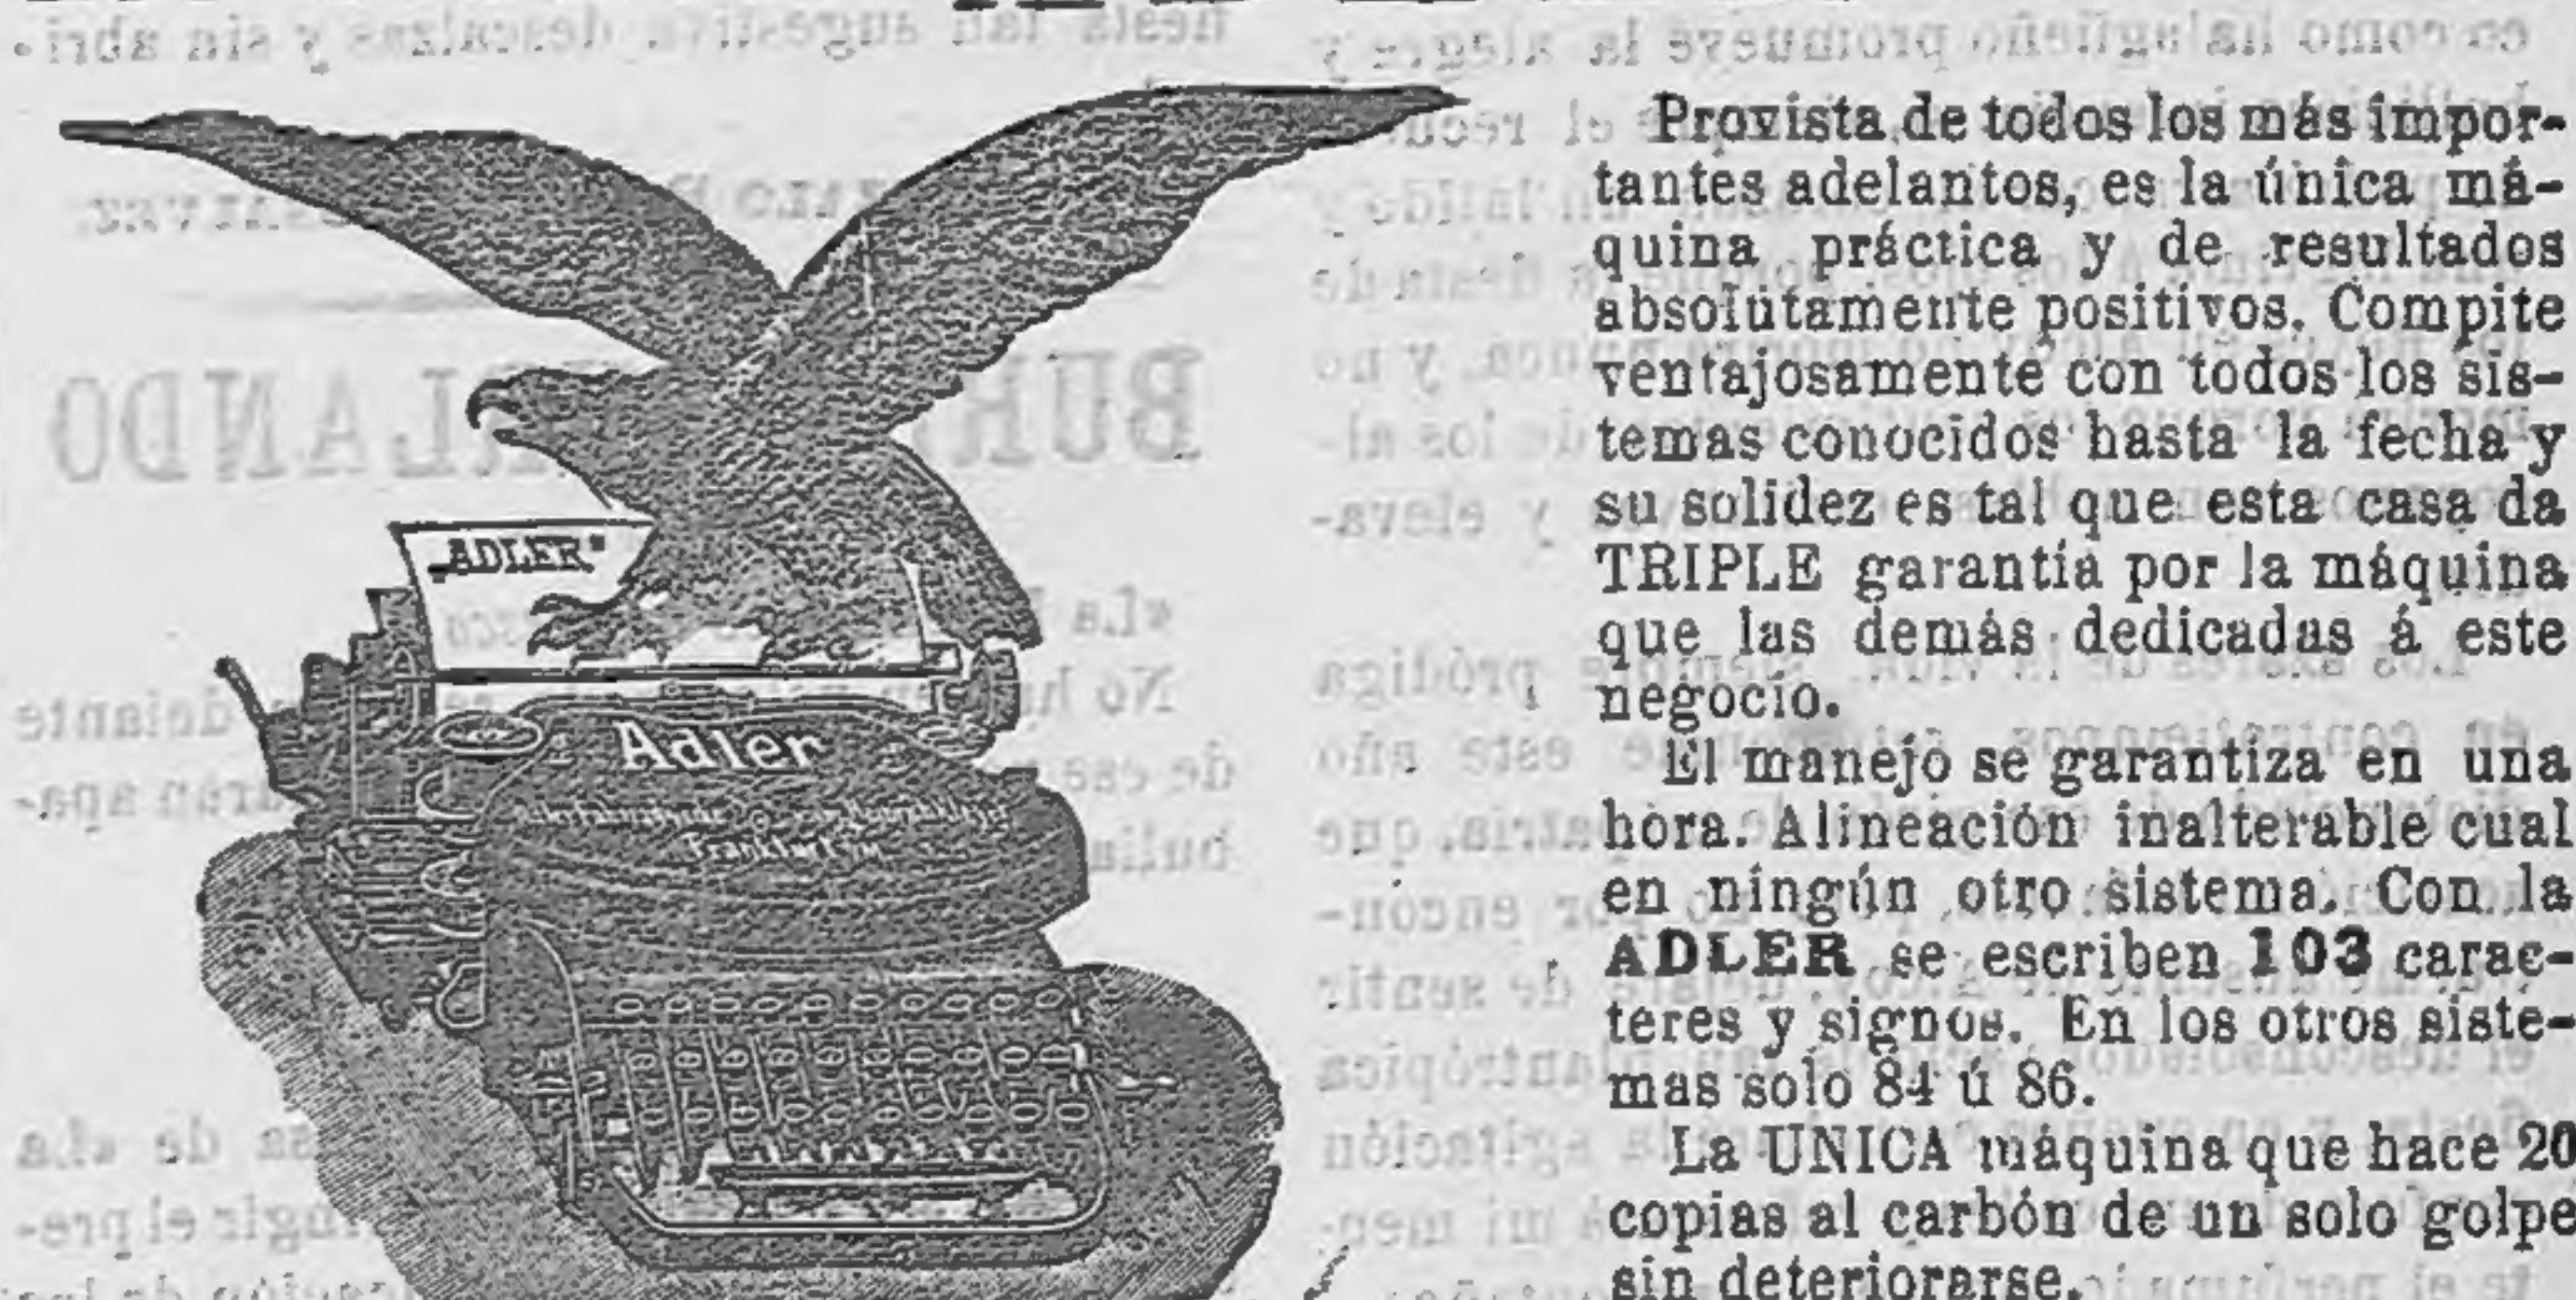 „ADLER"
Adler
Frankfurt
Provista de todos los más impor-
tantes adelantos, es la única má-
quina práctica y de resultados
absolutamente positivos. Compite
ventajosamente con todos los sis-
temas conocidos hasta la fecha y
su solidez es tal que esta casa da
TRIPLE garantía por la máquina
que las demás dedicadas á este
negocio.
El manejo se garantiza en una
hora. Alineación inalterable cual
en ningún otro sistema. Con la
ADLER se escriben 103 carac-
teres y signos. En los otros siste-
mas solo 84 ú 86.
La UNICA máquina que hace 20
copias al carbón de un solo golpe
sin deteriorarse.